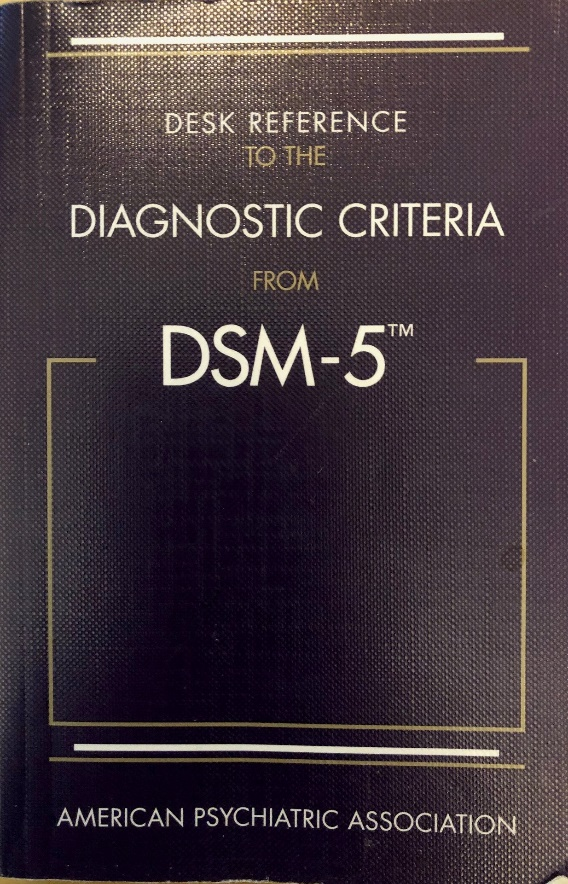 DESK REFERENCE
TO THE
DIAGNOSTIC CRITERIA
FROM
DSM-5™
AMERICAN PSYCHIATRIC ASSOCIATION